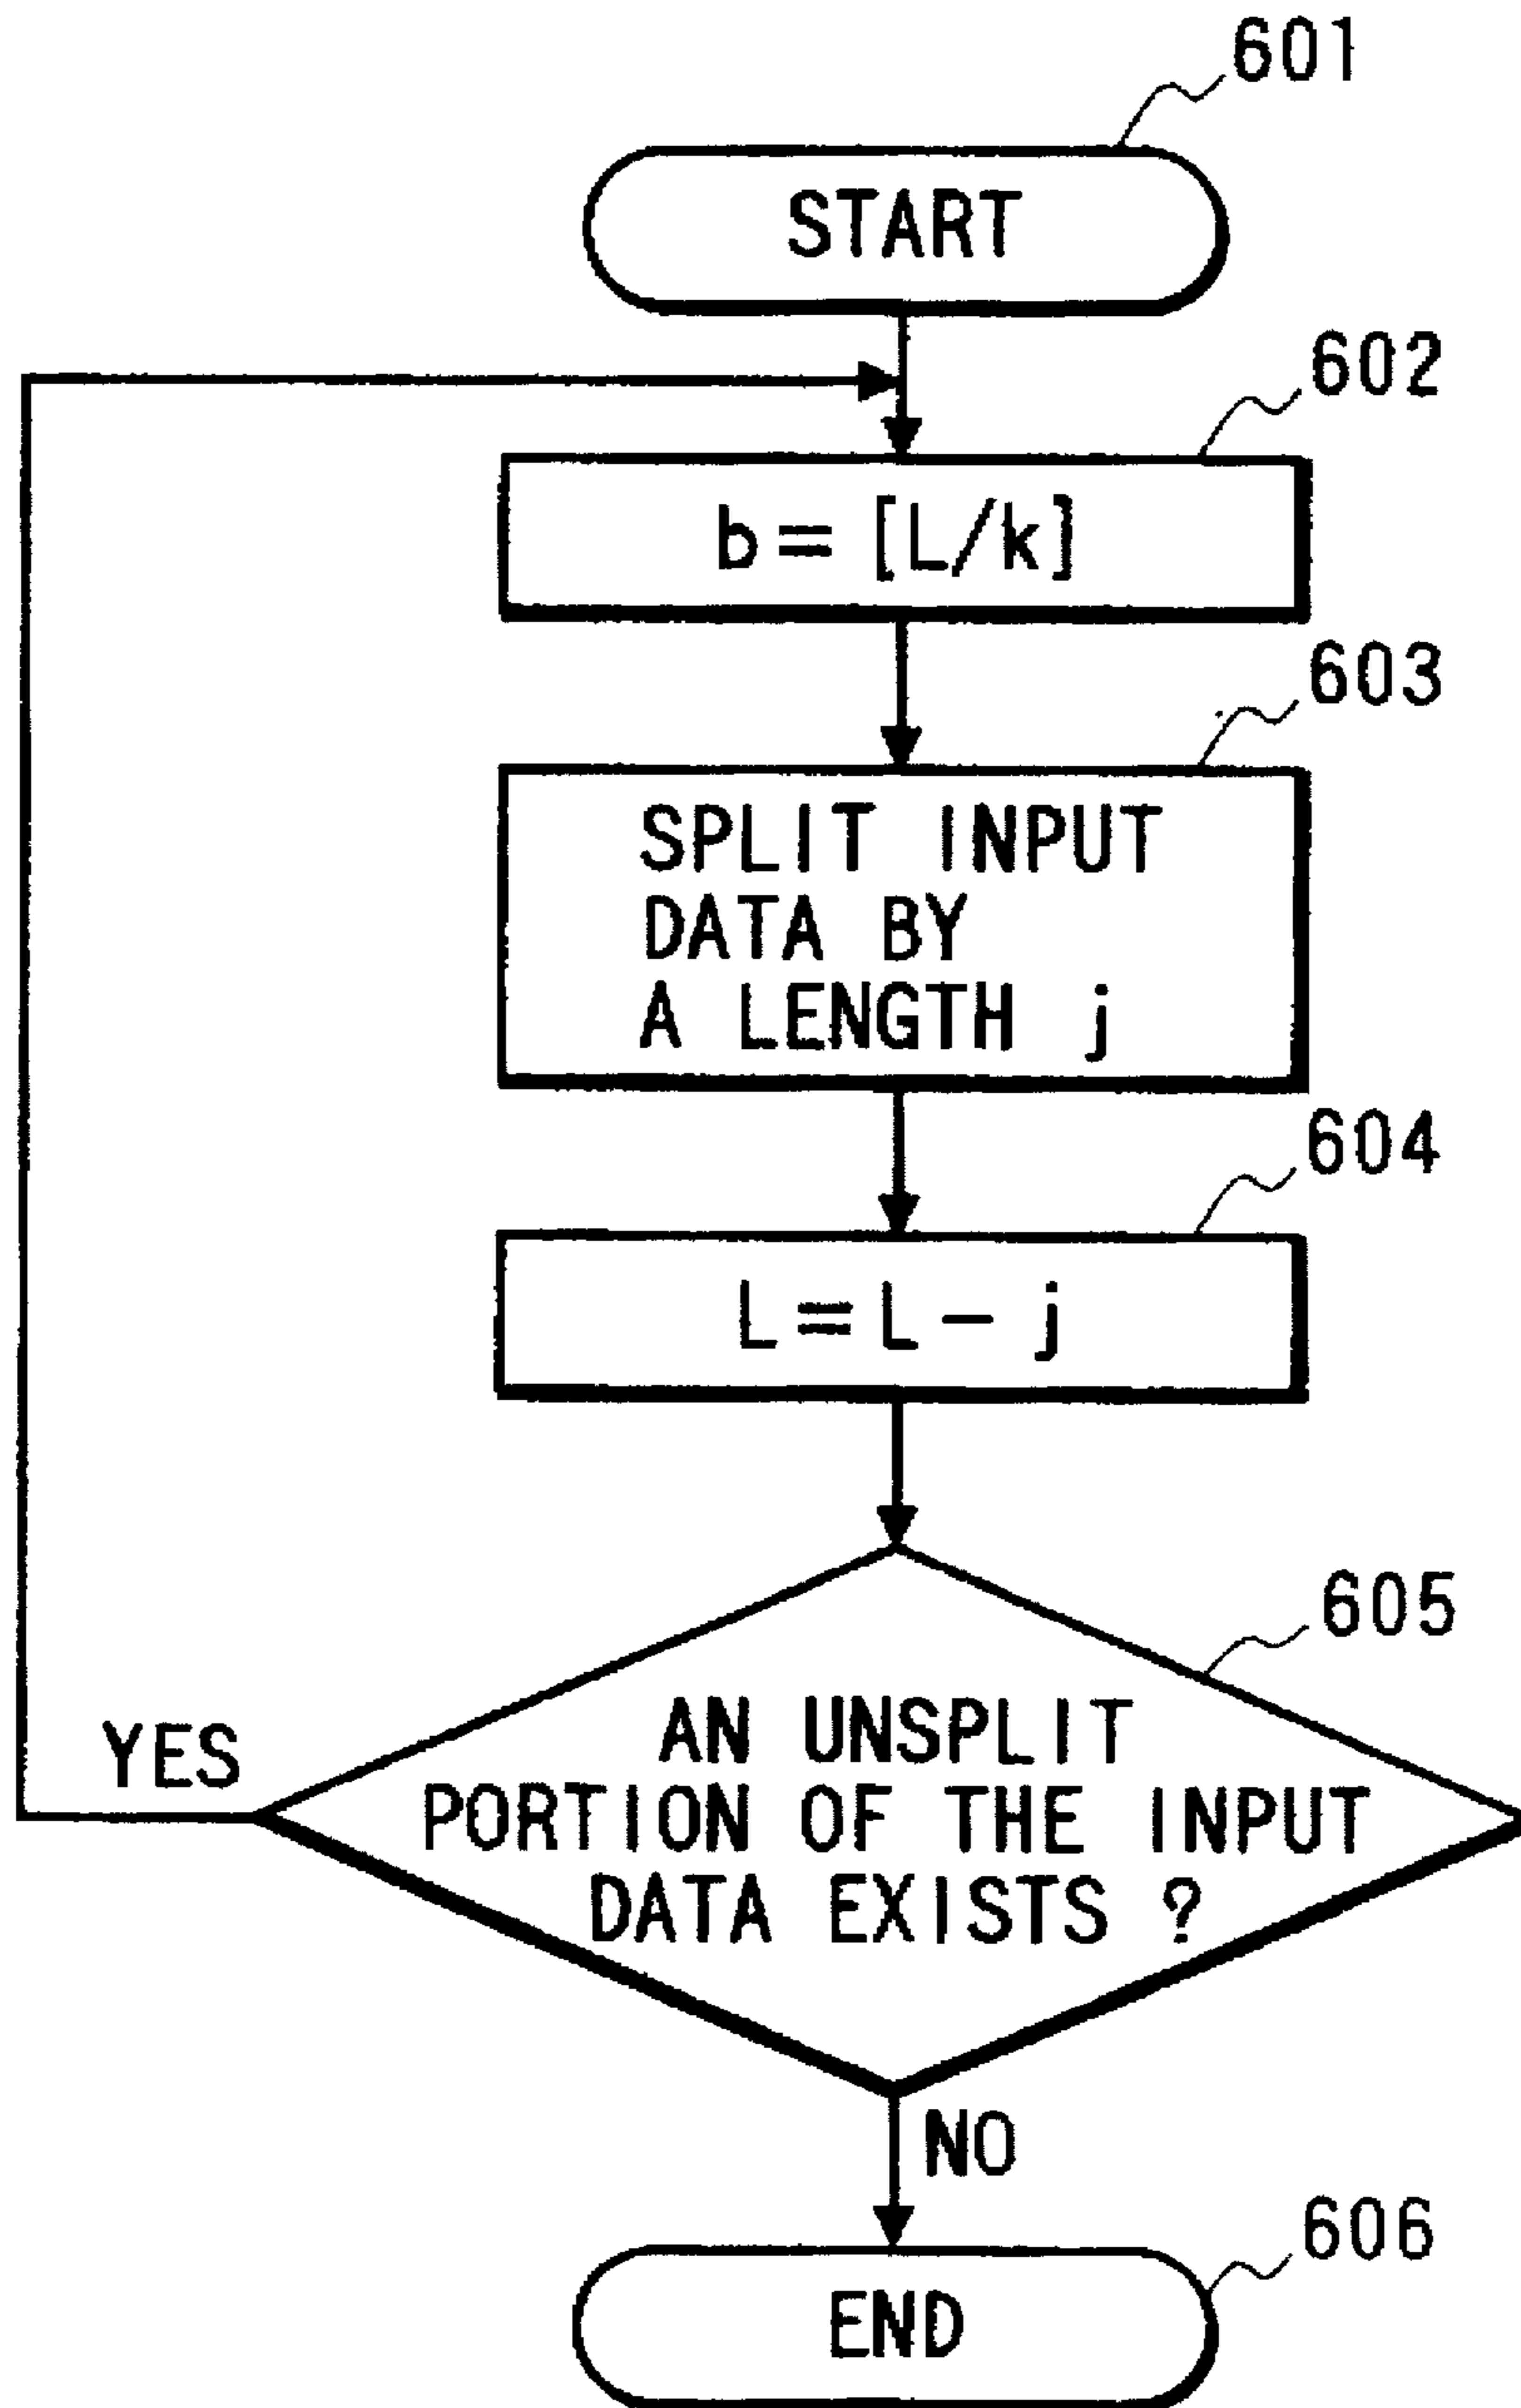 601
START
602
b=[L/k]
603
SPLIT INPUT
DATA BY
A LENGTH j
604
L=L-j
605
AN UNSPLIT
PORTION OF THE INPUT
DATA EXISTS ?
YES
NO
606
END